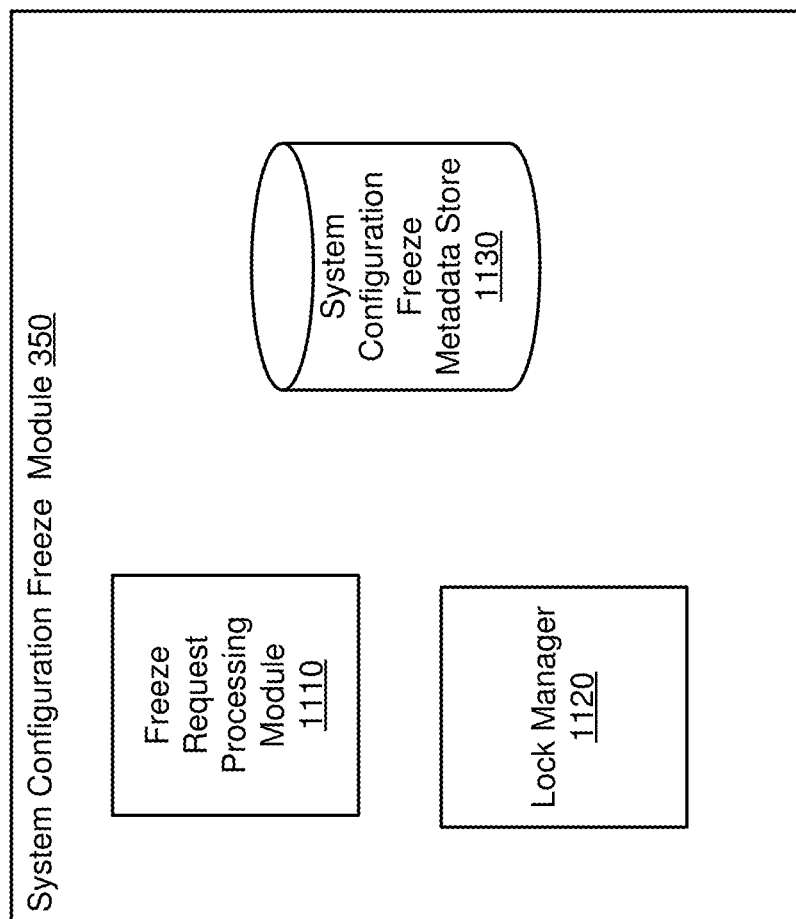 System Configuration Freeze Module 350
Freeze
Request
Processing
Module
1110
Lock Manager
1120
System
Configuration
Freeze
Metadata Store
1130